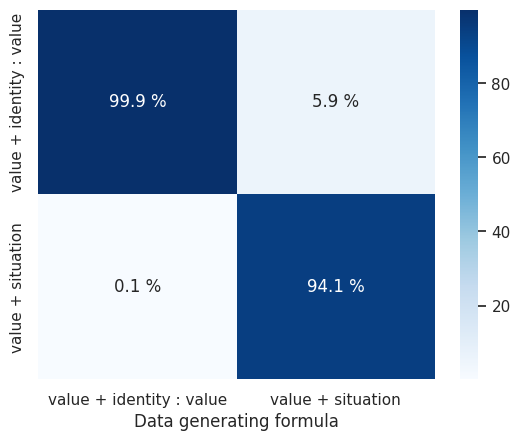 value + identity : value
99.9 %
5.9 %
80
60
value + situation
0.1 %
94.1 %
40
20
value + identity : value
value + situation
Data generating formula